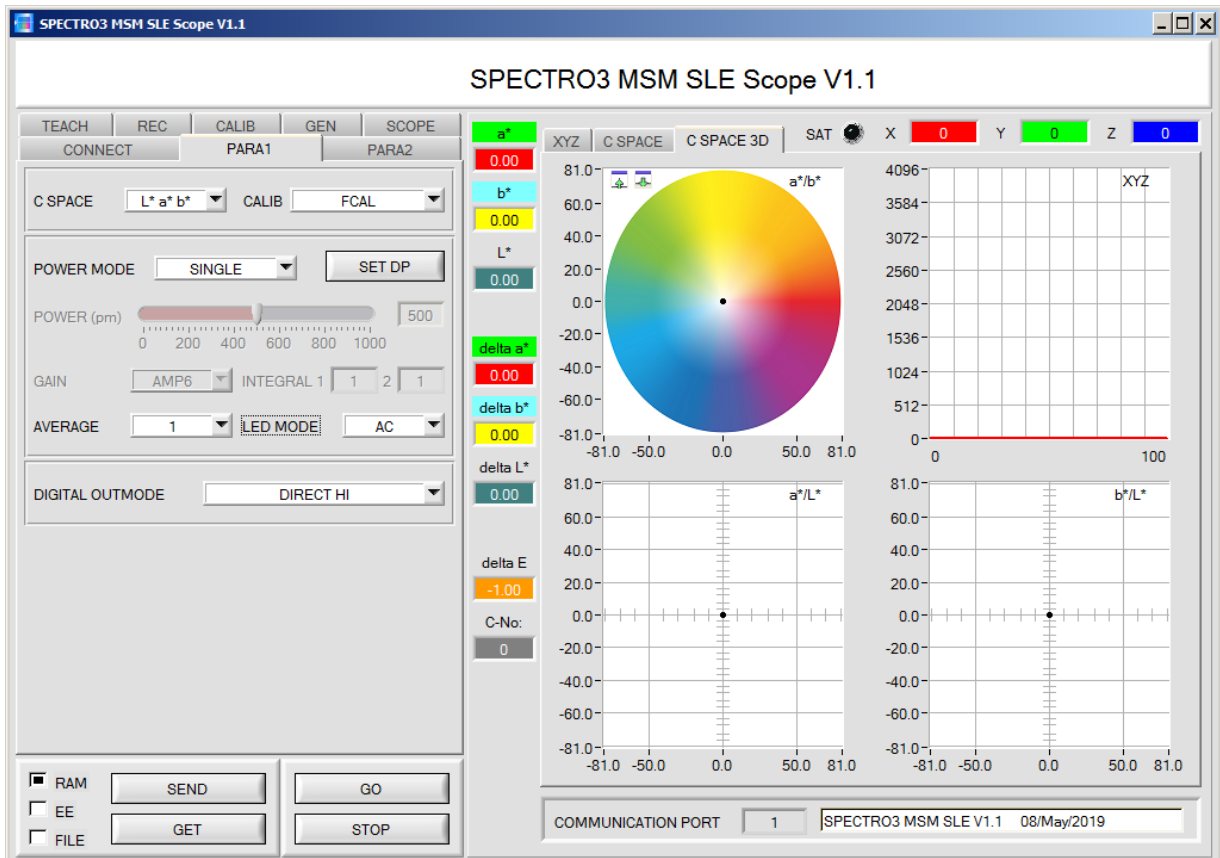 SPECTRO3 MSM SLE Scope V1.1
SPECTRO3 MSM SLE Scope V1.1
TEACH REC CALIB GEN SCOPE
CONNECT PARA1 PARA2
C SPACE L* a* b* CALIB FCAL
POWER MODE SINGLE SET DP
POWER (pm) 500
0 200 400 600 800 1000
GAIN AMP6 INTEGRAL 1 1 2 1
AVERAGE 1 LED MODE AC
DIGITAL OUTMODE DIRECT HI
RAM SEND GO
EE
GET STOP
FILE
a*
0.00
b*
0.00
L*
0.00
delta a*
0.00
delta b*
0.00
delta L*
0.00
delta E
-1.00
C-No:
0
XYZ C SPACE C SPACE 3D SAT X 0 Y 0 Z 0
a*/b*
81.0
60.0
40.0
20.0
0.0
-20.0
-40.0
-60.0
-81.0
-81.0 -50.0 0.0 50.0 81.0
XYZ
4096
3584
3072
2560
2048
1536
1024
512
0
0 100
a*/L*
81.0
60.0
40.0
20.0
0.0
-20.0
-40.0
-60.0
-81.0
-81.0 -50.0 0.0 50.0 81.0
b*/L*
81.0
60.0
40.0
20.0
0.0
-20.0
-40.0
-60.0
-81.0
-81.0 -50.0 0.0 50.0 81.0
COMMUNICATION PORT 1 SPECTRO3 MSM SLE V1.1 08/May/2019